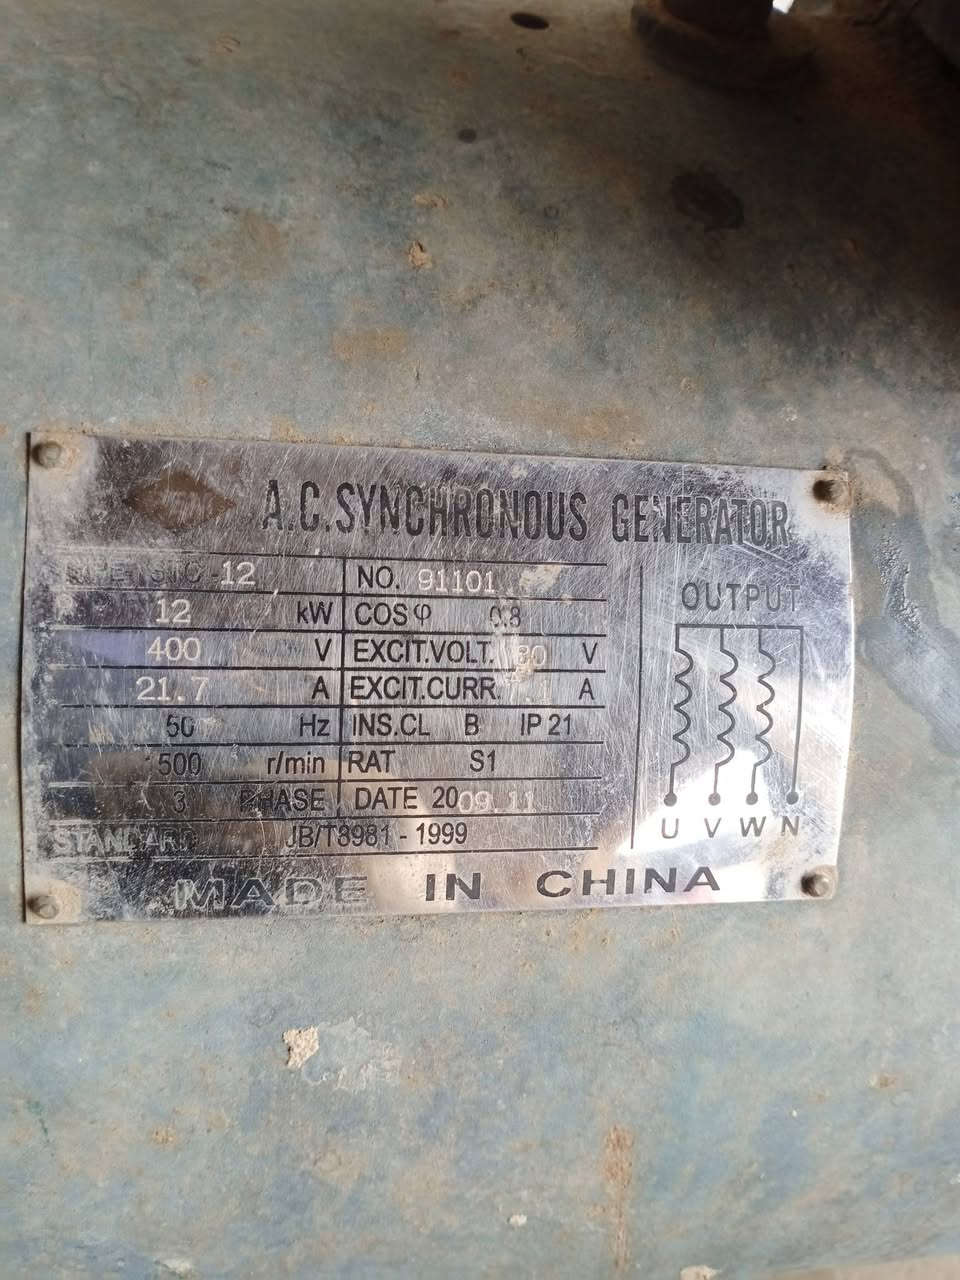 A.C.SYNCHRONOUS GENERATOR
STC-12 NO. 91101
12 kW COSφ 0.8
400 V EXCIT.VOLT. V
21.7 A EXCIT.CURR. A
50 Hz INS.CL B IP 21
r/min RAT S1
3 PHASE DATE 2009.11
STANDARD JB/T8981-1999
MADE IN CHINA
OUTPUT
U V W N